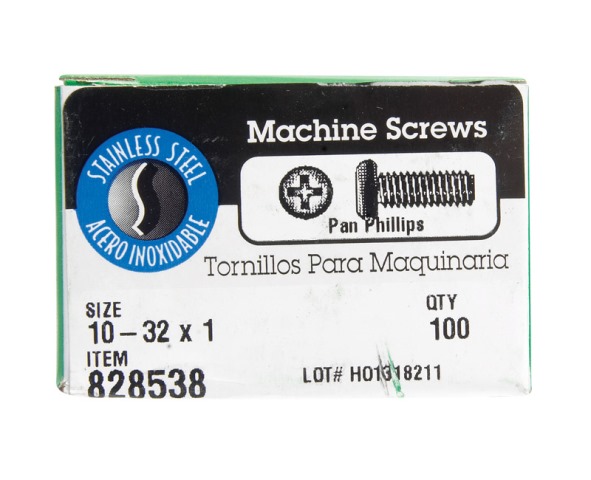 STAINLESS STEEL
ACERO INOXIDABLE
Machine Screws
Pan Phillips
Tornillos Para Maquinaria
SIZE
10-32 x 1
QTY
100
ITEM
828538
LOT# HO1318211